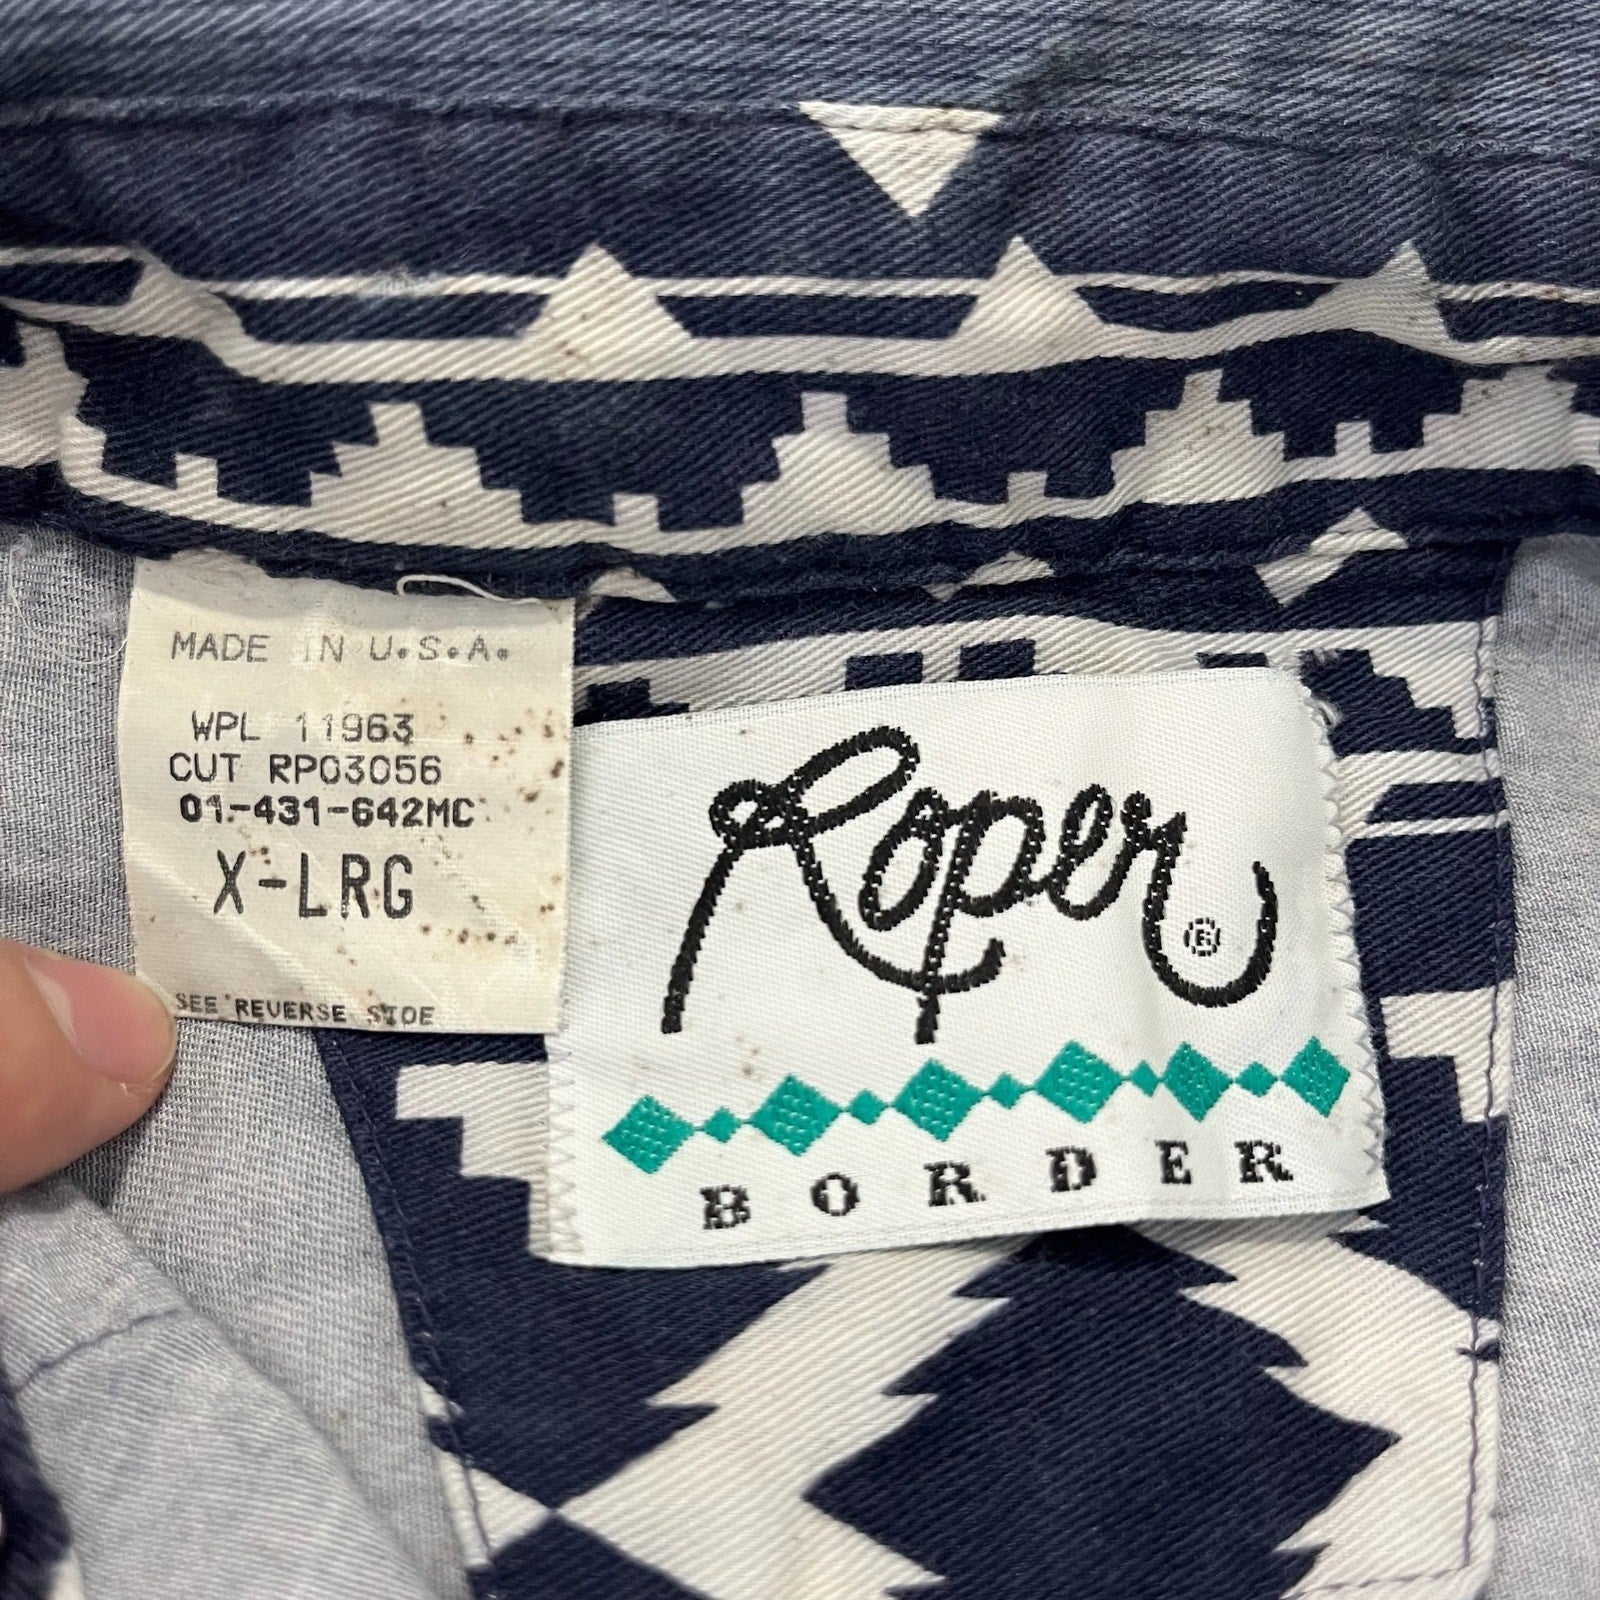 MADE IN U.S.A.
WPL 11963
CUT RP03056
01-431-642MC
X-LRG
SEE REVERSE SIDE
Roper ®
BORDER